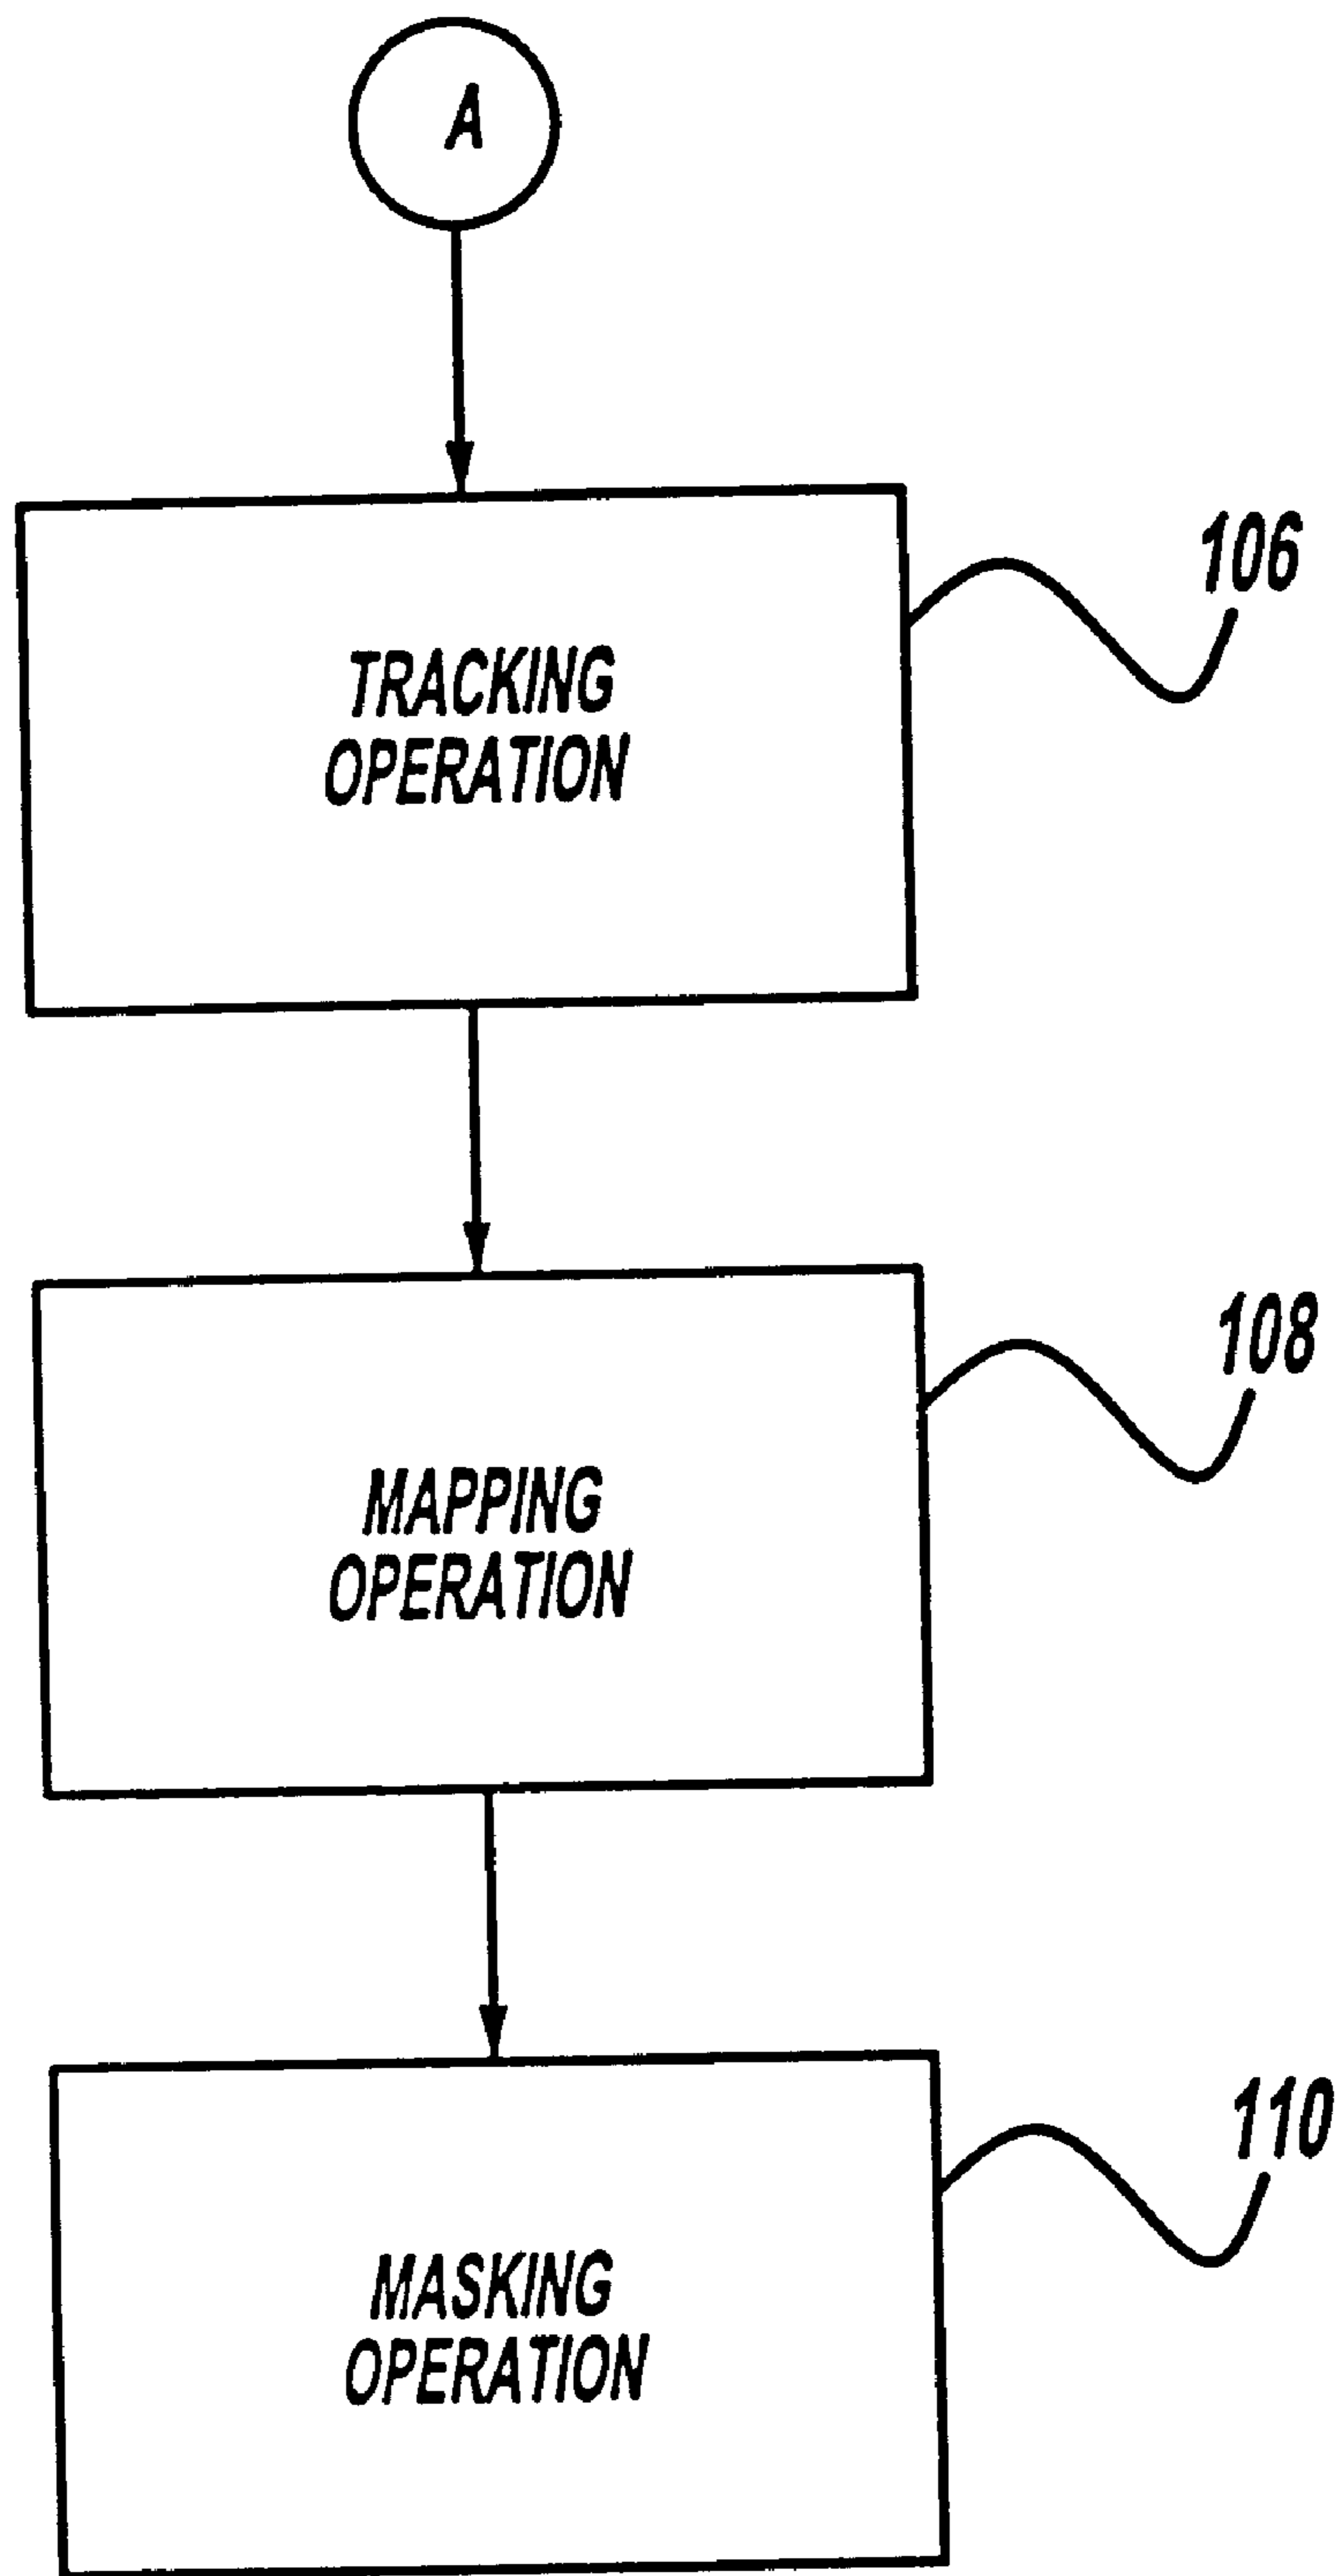 A
106
TRACKING
OPERATION
108
MAPPING
OPERATION
110
MASKING
OPERATION